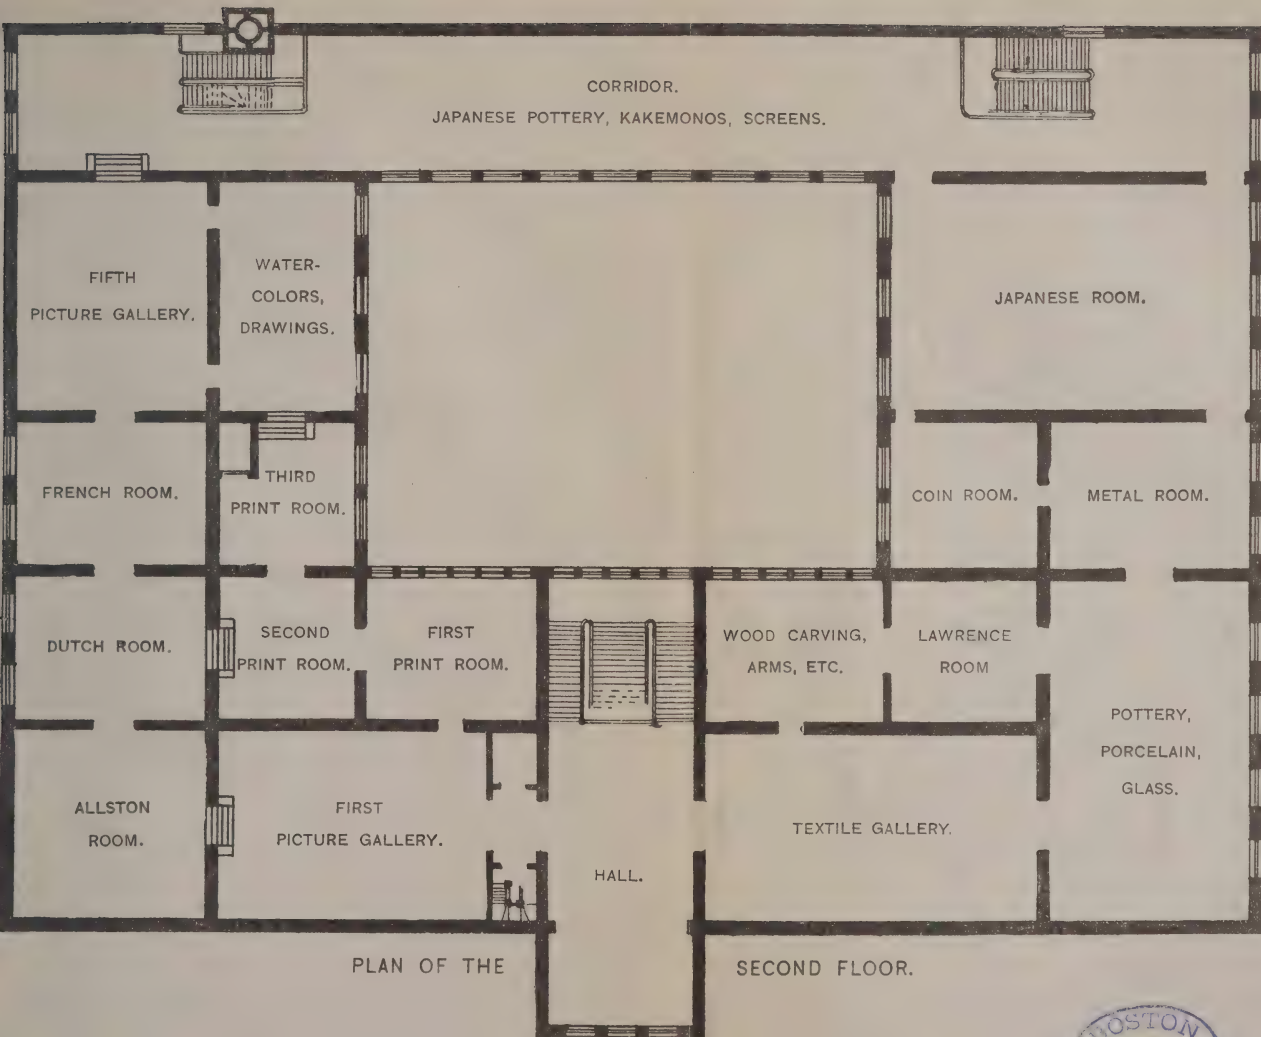 CORRIDOR.
JAPANESE POTTERY, KAKEMONOS, SCREENS.
FIFTH
PICTURE GALLERY.
WATER-
COLORS,
DRAWINGS.
JAPANESE ROOM.
FRENCH ROOM.
THIRD
PRINT ROOM.
COIN ROOM.
METAL ROOM.
DUTCH ROOM.
SECOND
PRINT ROOM.
FIRST
PRINT ROOM.
WOOD CARVING,
ARMS, ETC.
LAWRENCE
ROOM
POTTERY,
PORCELAIN,
GLASS.
ALLSTON
ROOM.
FIRST
PICTURE GALLERY.
HALL.
TEXTILE GALLERY.
PLAN OF THE SECOND FLOOR.
BOSTON